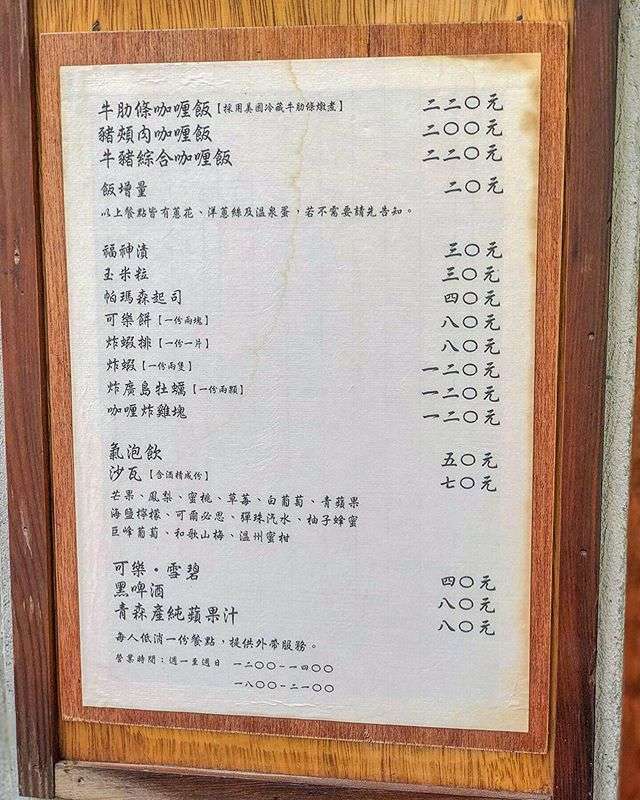 牛肋條咖喱飯【採用美國冷藏牛肋條燉煮】 二二〇元
豬頰肉咖喱飯 二〇〇元
牛豬綜合咖喱飯 二二〇元
飯增量 二〇元
以上餐點皆有蔥花、洋蔥絲及溫泉蛋，若不需要請先告知。
福神漬 三〇元
玉米粒 三〇元
帕瑪森起司 四〇元
可樂餅【一份兩塊】 八〇元
炸蝦排【一份一片】 八〇元
炸蝦【一份兩隻】 一二〇元
炸廣島牡蠣【一份兩顆】 一二〇元
咖喱炸雞塊 一二〇元
氣泡飲 五〇元
沙瓦【含酒精成份】 七〇元
芒果、鳳梨、蜜桃、草莓、白葡萄、青蘋果
海鹽檸檬、可爾必思、彈珠汽水、柚子蜂蜜
巨峰葡萄、和歌山梅、溫州蜜柑
可樂・雪碧 四〇元
黑啤酒 八〇元
青森產純蘋果汁 八〇元
每人低消一份餐點，提供外帶服務。
營業時間：週一至週日 一二〇〇–一四〇〇
一八〇〇–二一〇〇